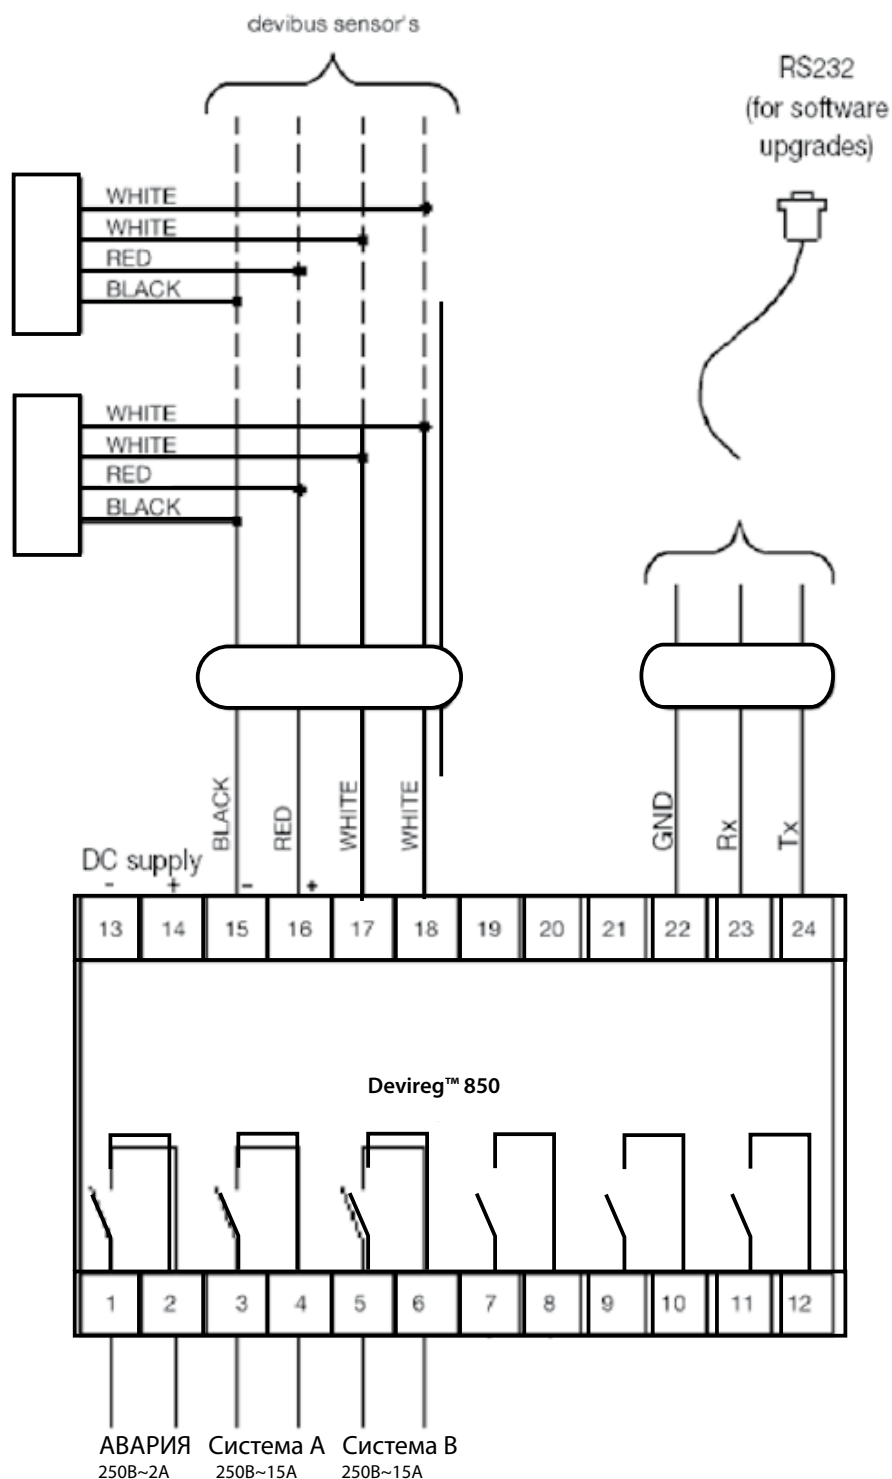 devibus sensor's
RS232
(for software
upgrades)
WHITE
WHITE
RED
BLACK
WHITE
WHITE
RED
BLACK
BLACK
RED
WHITE
WHITE
GND
Rx
Tx
DC supply
- + - +
13 14 15 16 17 18 19 20 21 22 23 24
Devireg™ 850
1 2 3 4 5 6 7 8 9 10 11 12
АВАРИЯ Система А Система В
250В~2А 250В~15А 250В~15А